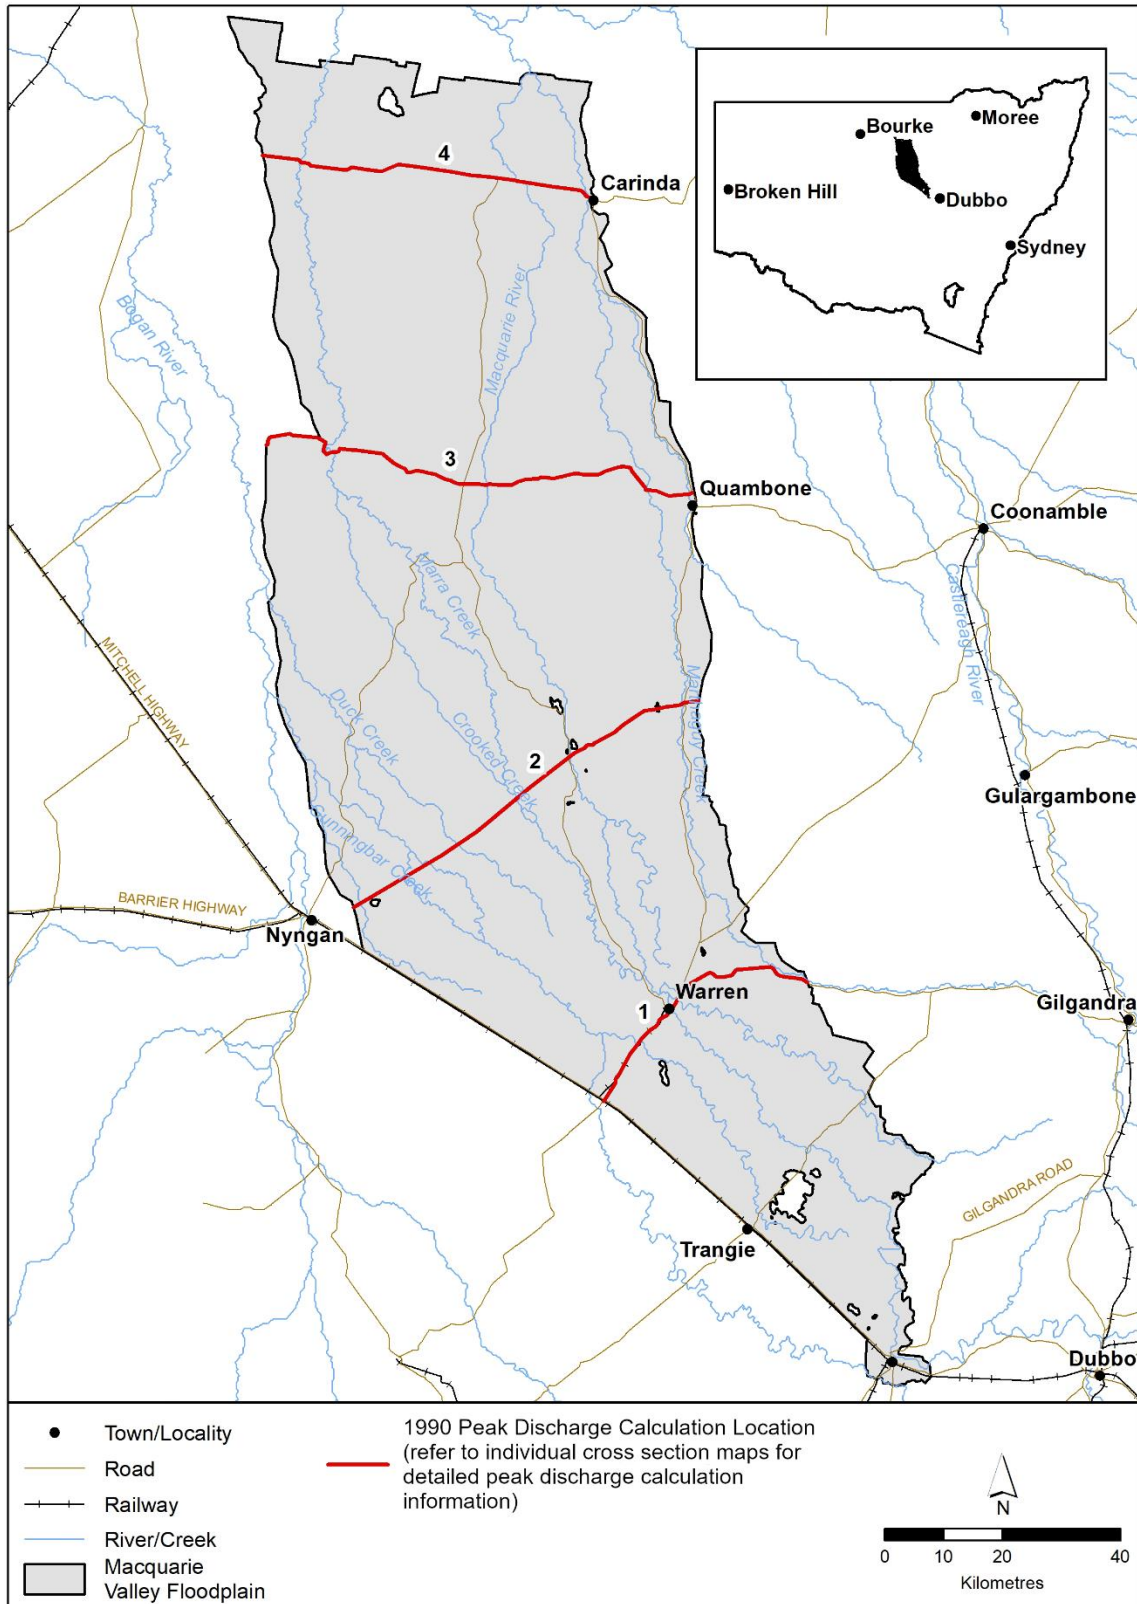 Bourke
Moree
Broken Hill
Dubbo
Sydney
4
Carinda
Bogan River
Macquarie River
3
Quambone
Coonamble
Marra Creek
Castlereagh River
MITCHELL HIGHWAY
Duck Creek
Crooked Creek
Marthaguy Creek
2
Gulargambone
Gunningbar Creek
BARRIER HIGHWAY
Nyngan
Warren
1
Gilgandra
GILGANDRA ROAD
Trangie
Dubbo
Town/Locality
Road
Railway
River/Creek
Macquarie
Valley Floodplain
1990 Peak Discharge Calculation Location
(refer to individual cross section maps for
detailed peak discharge calculation
information)
N
0 10 20 40
Kilometres